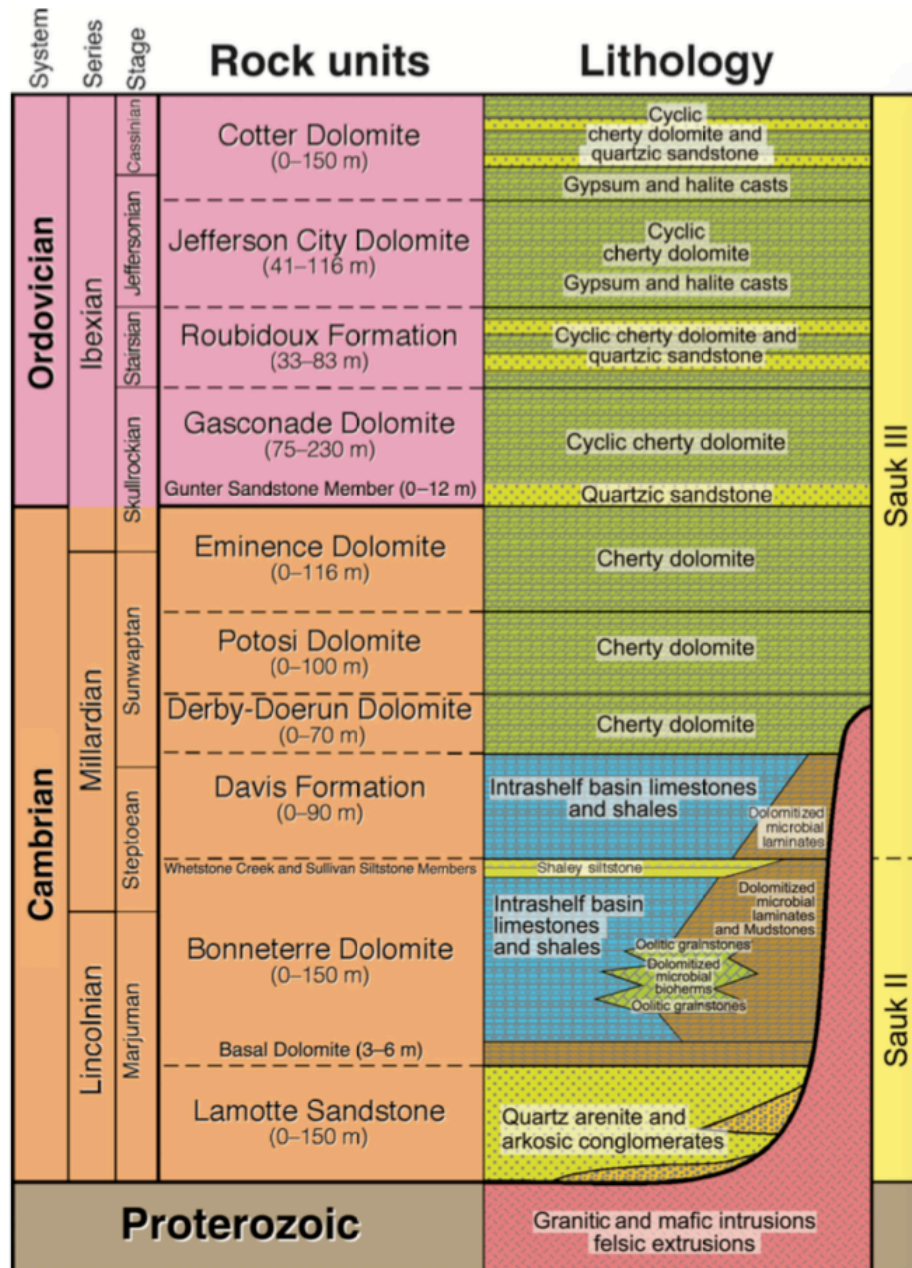 System
Series
Stage
Rock units
Lithology
Ordovician
Cambrian
Ibexian
Millardian
Lincolnian
Cassinian
Jeffersonian
Stairsian
Skullrockian
Sunwaptan
Steptoean
Marjuman
Cotter Dolomite
(0–150 m)
Jefferson City Dolomite
(41–116 m)
Roubidoux Formation
(33–83 m)
Gasconade Dolomite
(75–230 m)
Gunter Sandstone Member (0–12 m)
Eminence Dolomite
(0–116 m)
Potosi Dolomite
(0–100 m)
Derby-Doerun Dolomite
(0–70 m)
Davis Formation
(0–90 m)
Whetstone Creek and Sullivan Siltstone Members
Bonneterre Dolomite
(0–150 m)
Basal Dolomite (3–6 m)
Lamotte Sandstone
(0–150 m)
Proterozoic
Cyclic
cherty dolomite and
quartzic sandstone
Gypsum and halite casts
Cyclic
cherty dolomite
Gypsum and halite casts
Cyclic cherty dolomite and
quartzic sandstone
Cyclic cherty dolomite
Quartzic sandstone
Cherty dolomite
Cherty dolomite
Cherty dolomite
Intrashelf basin limestones
and shales
Dolomitized
microbial
laminates
Shaley siltstone
Intrashelf basin
limestones
and shales
Dolomitized
microbial
laminates
and Mudstones
Oolitic grainstones
Dolomitized
microbial
bioherms
Oolitic grainstones
Quartz arenite and
arkosic conglomerates
Granitic and mafic intrusions
felsic extrusions
Sauk III
Sauk II